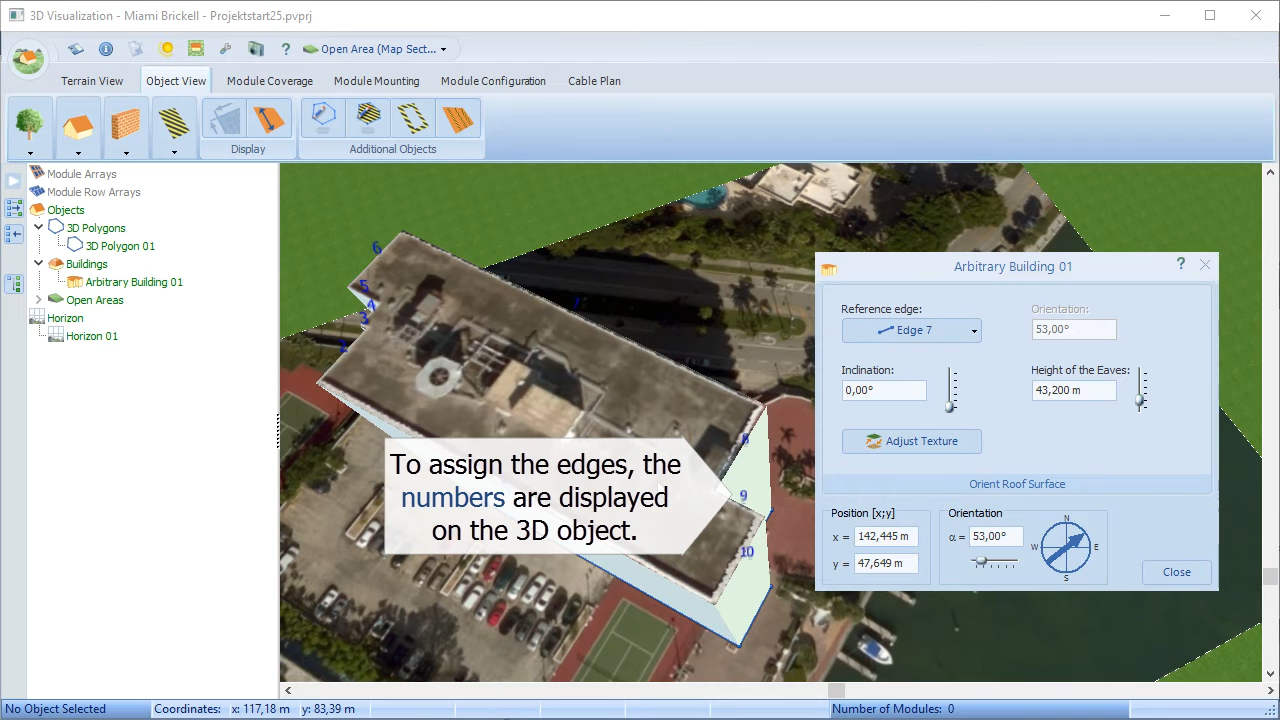 3D Visualization - Miami Brickell - Projektstart25.pvprj
Open Area (Map Sect...
Terrain View
Object View
Module Coverage
Module Mounting
Module Configuration
Cable Plan
Display
Additional Objects
Module Arrays
Module Row Arrays
Objects
3D Polygons
3D Polygon 01
Buildings
Arbitrary Building 01
Open Areas
Horizon
Horizon 01
6
5
4
3
2
7
8
9
10
To assign the edges, the
numbers are displayed
on the 3D object.
Arbitrary Building 01
?
Reference edge:
Edge 7
Orientation:
53,00°
Inclination:
0,00°
Height of the Eaves:
43,200 m
Adjust Texture
Orient Roof Surface
Position [x;y]
x = 142,445 m
y = 47,649 m
Orientation
α = 53,00°
N
W
E
S
Close
No Object Selected
Coordinates:
x: 117,18 m
y: 83,39 m
Number of Modules: 0